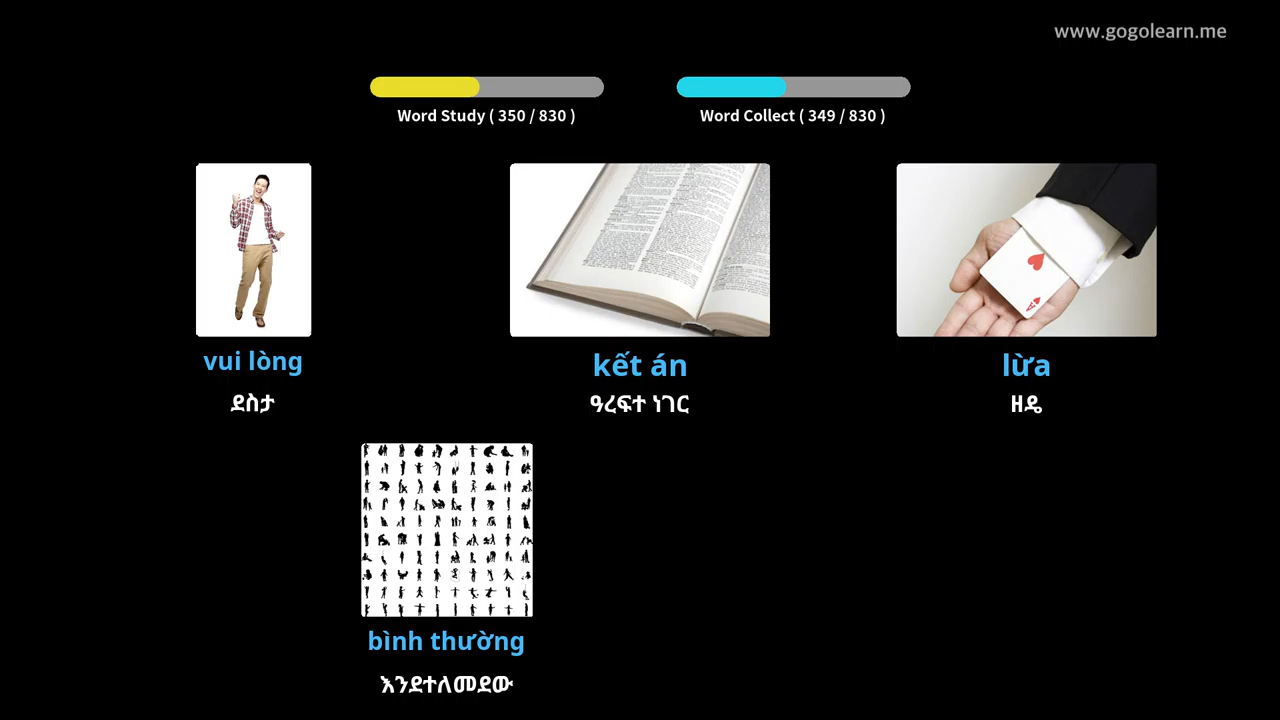 www.gogolearn.me
Word Study ( 350 / 830 )
Word Collect ( 349 / 830 )
vui lòng
ደስታ
kết án
ዓረፍተ ነገር
lừa
ዘዴ
bình thường
እንደተለመደው